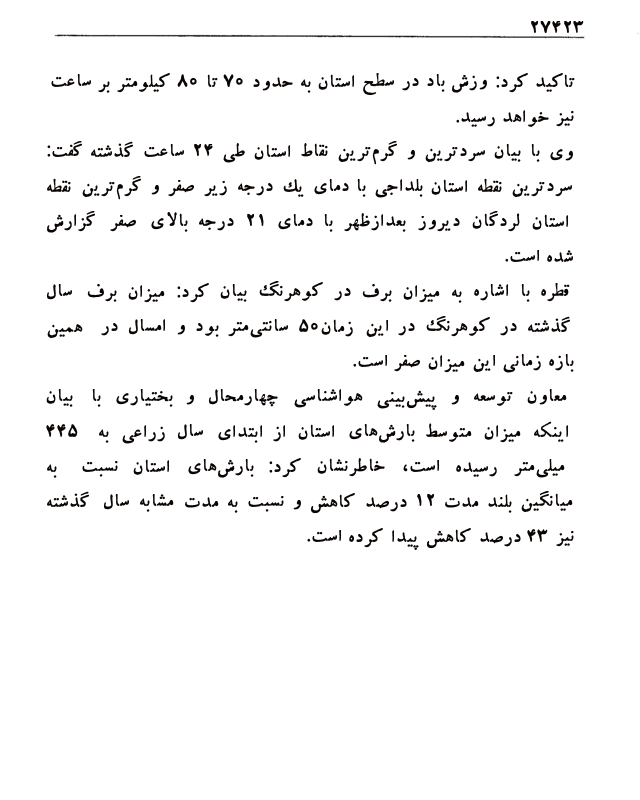 ۲۷۴۲۳
تاکید کرد: وزش باد در سطح استان به حدود ۷۰ تا ۸۰ کیلومتر بر ساعت
نیز خواهد رسید.
وی با بیان سردترین و گرم‌ترین نقاط استان طی ۲۴ ساعت گذشته گفت:
سردترین نقطه استان بلداجی با دمای یك درجه زیر صفر و گرم‌ترین نقطه
استان لردگان دیروز بعدازظهر با دمای ۲۱ درجه بالای صفر گزارش
شده است.
قطره با اشاره به میزان برف در کوهرنگ بیان کرد: میزان برف سال
گذشته در کوهرنگ در این زمان۵۰ سانتی‌متر بود و امسال در همین
بازه زمانی این میزان صفر است.
معاون توسعه و پیش‌بینی هواشناسی چهارمحال و بختیاری با بیان
اینکه میزان متوسط بارش‌های استان از ابتدای سال زراعی به ۴۴۵
میلی‌متر رسیده است، خاطرنشان کرد: بارش‌های استان نسبت به
میانگین بلند مدت ۱۲ درصد کاهش و نسبت به مدت مشابه سال گذشته
نیز ۴۳ درصد کاهش پیدا کرده است.